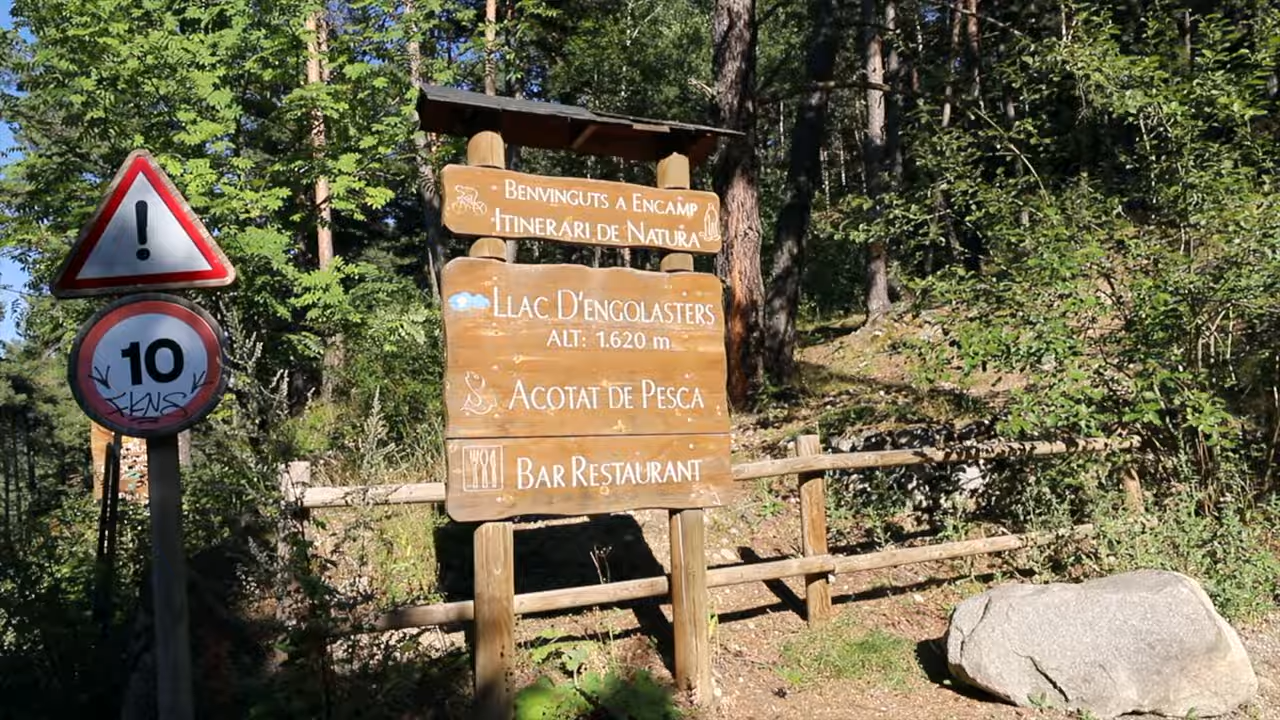 !
10
BENVINGUTS A ENCAMP
ITINERARI DE NATURA
LLAC D'ENGOLASTERS
ALT: 1.620 m
ACOTAT DE PESCA
BAR RESTAURANT